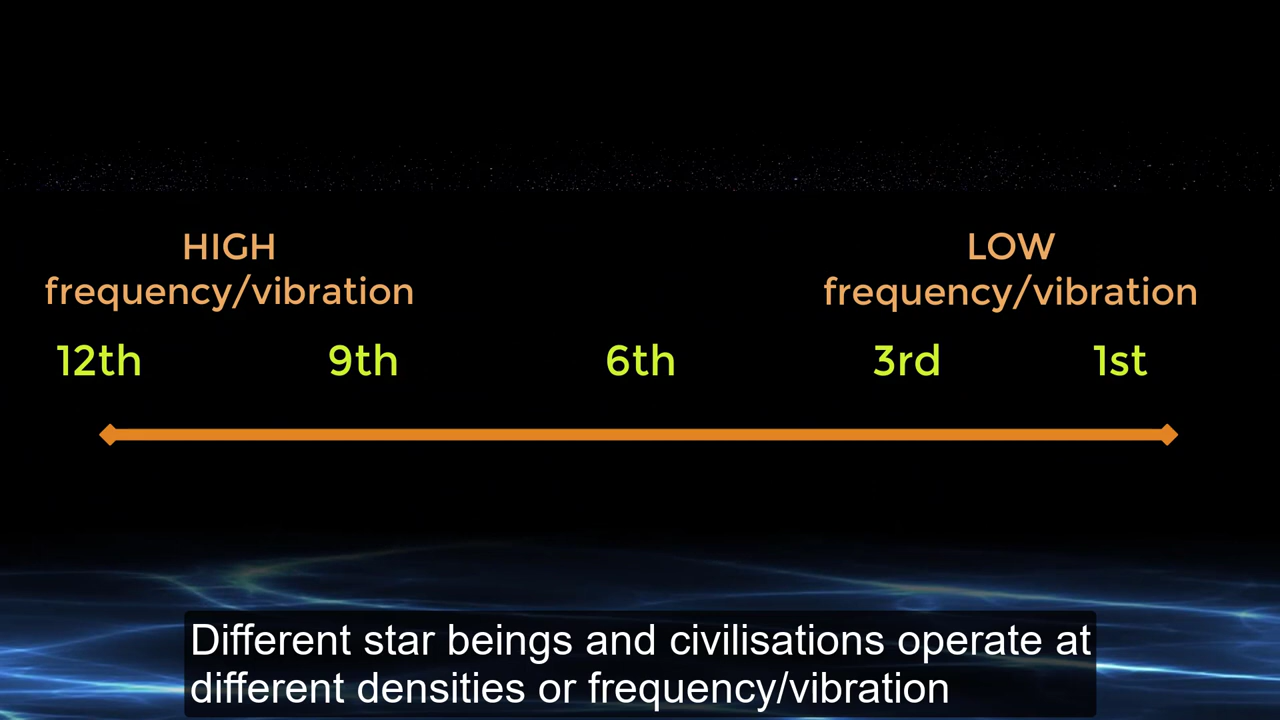 HIGH
frequency/vibration
LOW
frequency/vibration
12th 9th 6th 3rd 1st
Different star beings and civilisations operate at
different densities or frequency/vibration